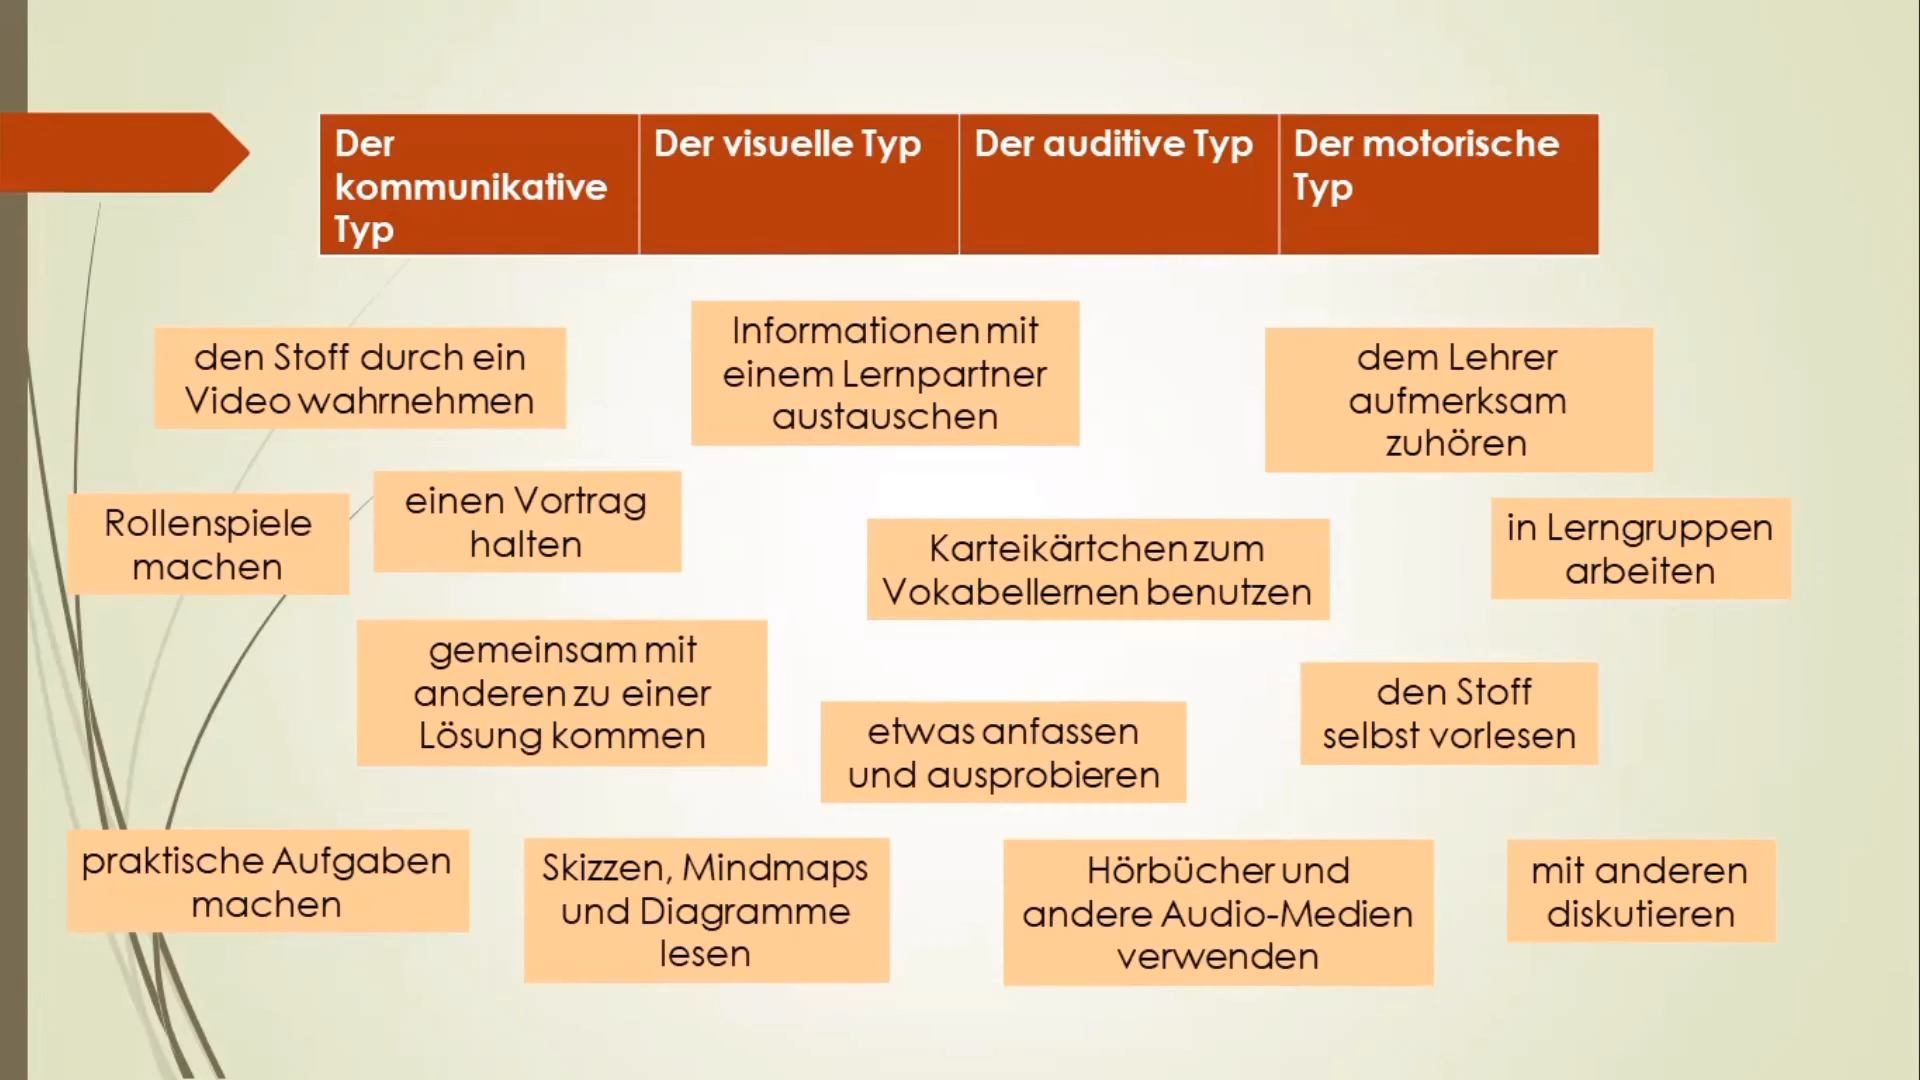 Der
kommunikative
Typ
Der visuelle Typ
Der auditive Typ
Der motorische
Typ
den Stoff durch ein
Video wahrnehmen
Informationen mit
einem Lernpartner
austauschen
dem Lehrer
aufmerksam
zuhören
Rollenspiele
machen
einen Vortrag
halten
Karteikärtchen zum
Vokabellernen benutzen
in Lerngruppen
arbeiten
gemeinsam mit
anderen zu einer
Lösung kommen
etwas anfassen
und ausprobieren
den Stoff
selbst vorlesen
praktische Aufgaben
machen
Skizzen, Mindmaps
und Diagramme
lesen
Hörbücher und
andere Audio-Medien
verwenden
mit anderen
diskutieren